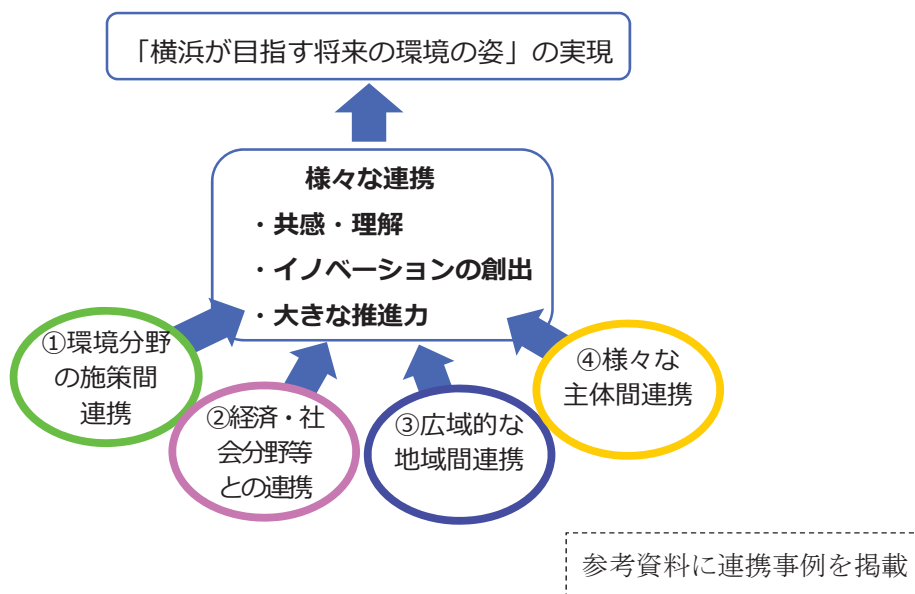 「横浜が目指す将来の環境の姿」の実現
様々な連携
・共感・理解
・イノベーションの創出
・大きな推進力
①環境分野
の施策間
連携
②経済・社
会分野等
との連携
③広域的な
地域間連携
④様々な
主体間連携
参考資料に連携事例を掲載